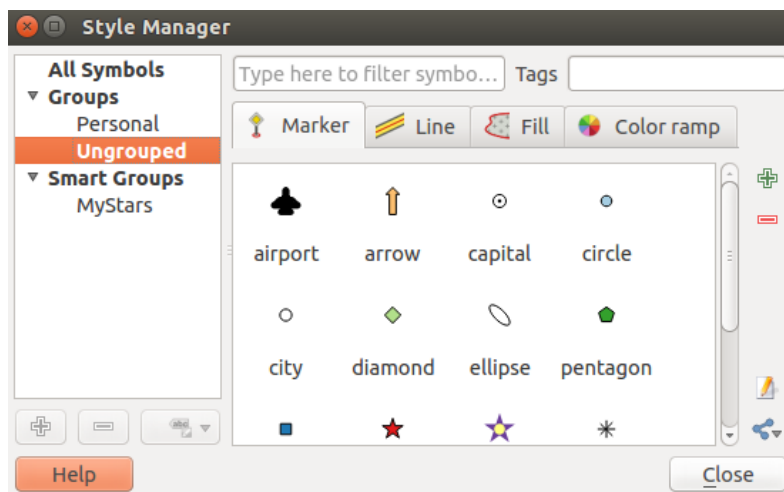 Style Manager
All Symbols
Groups
Personal
Ungrouped
Smart Groups
MyStars
Type here to filter symbo... Tags
Marker Line Fill Color ramp
airport arrow capital circle
city diamond ellipse pentagon
Help Close